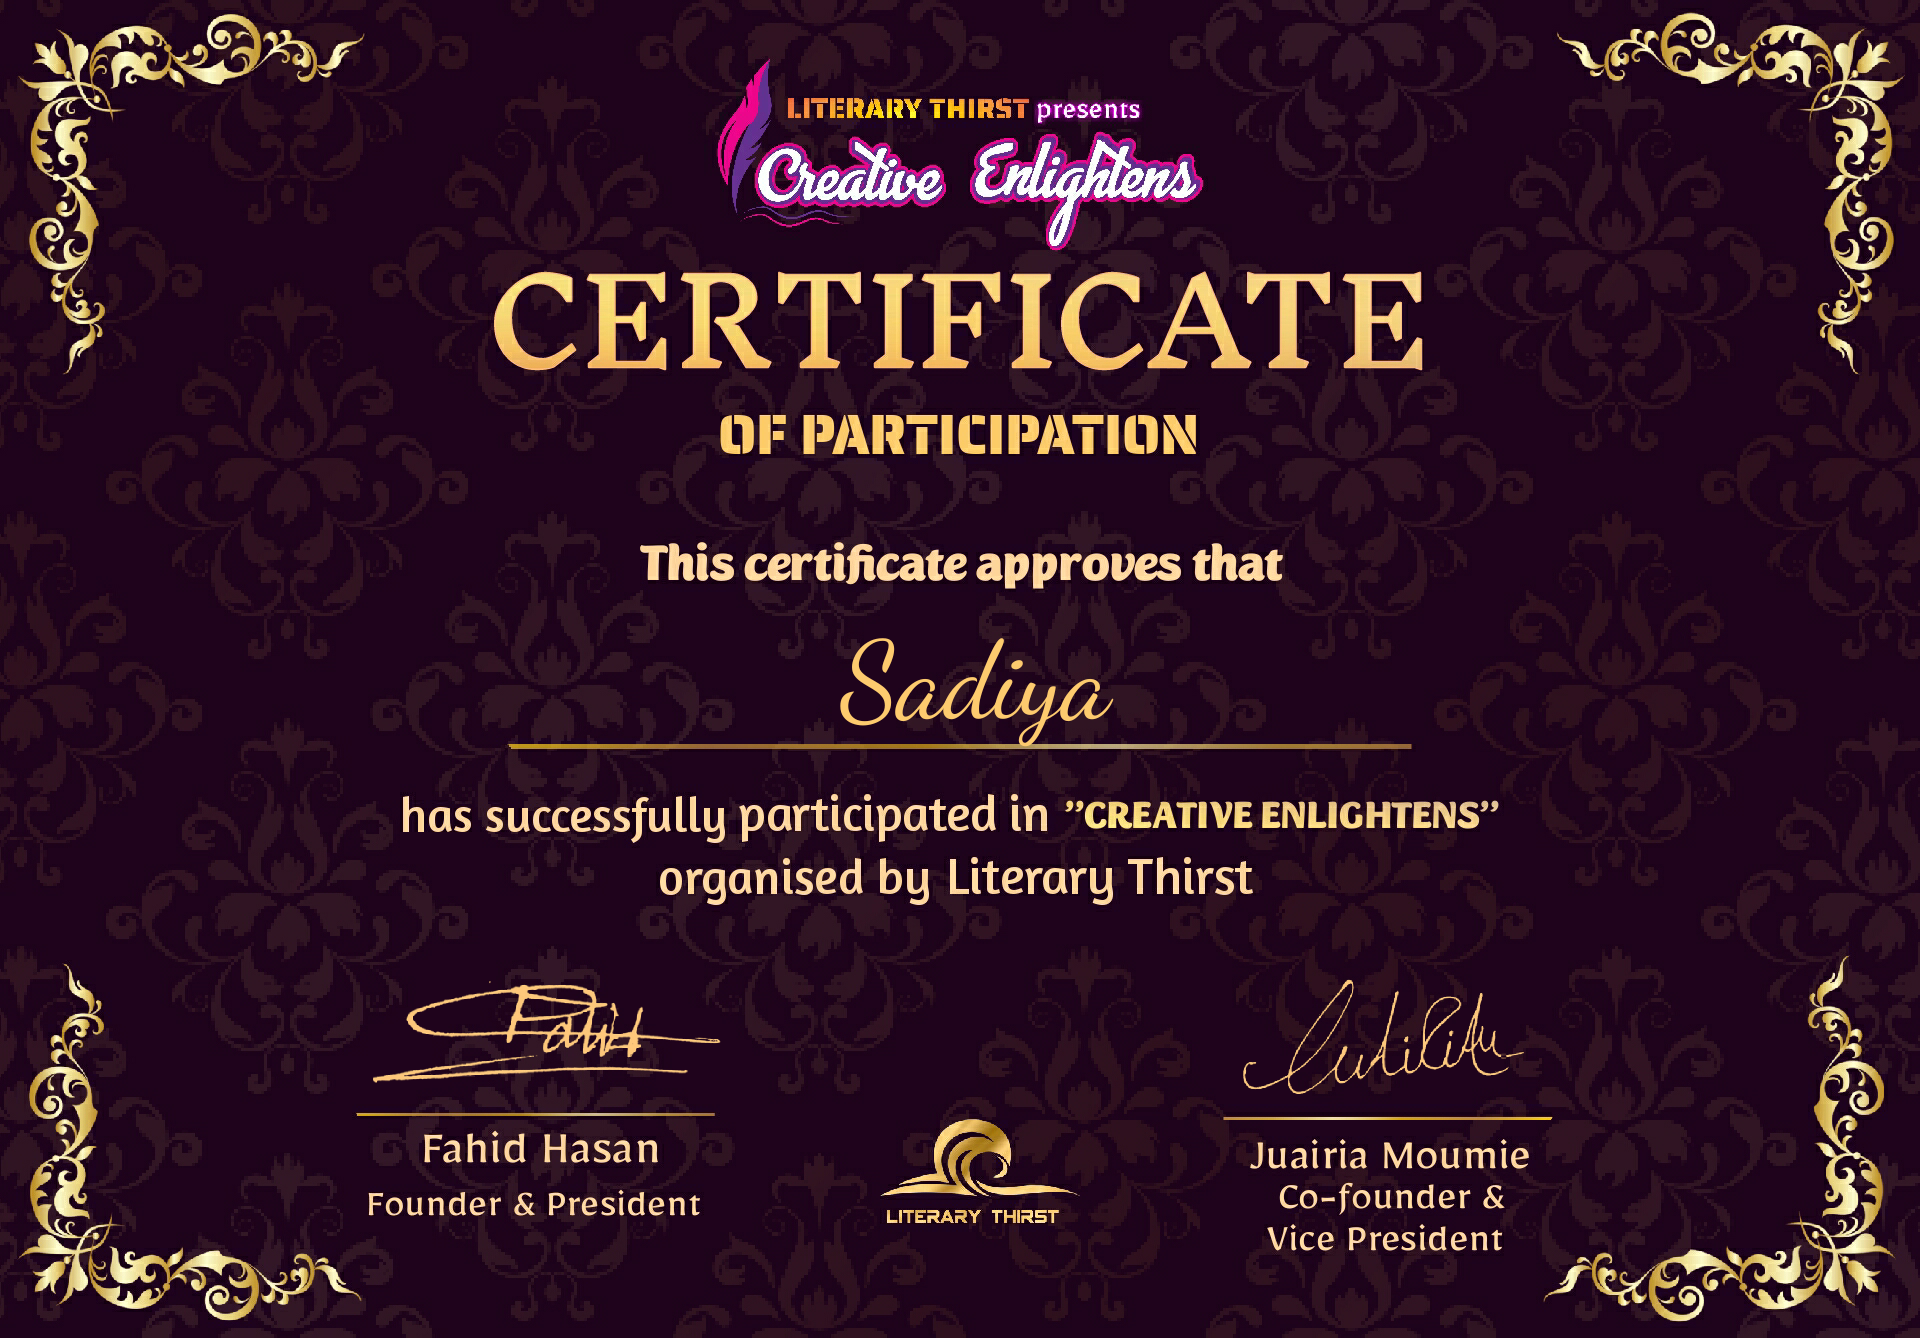 LITERARY THIRST presents
Creative Enlightens
CERTIFICATE
OF PARTICIPATION
This certificate approves that
Sadiya
has successfully participated in ”CREATIVE ENLIGHTENS”
organised by Literary Thirst
Fahid
Fahid Hasan
Founder & President
LITERARY THIRST
Juairia Moumie
Co-founder &
Vice President